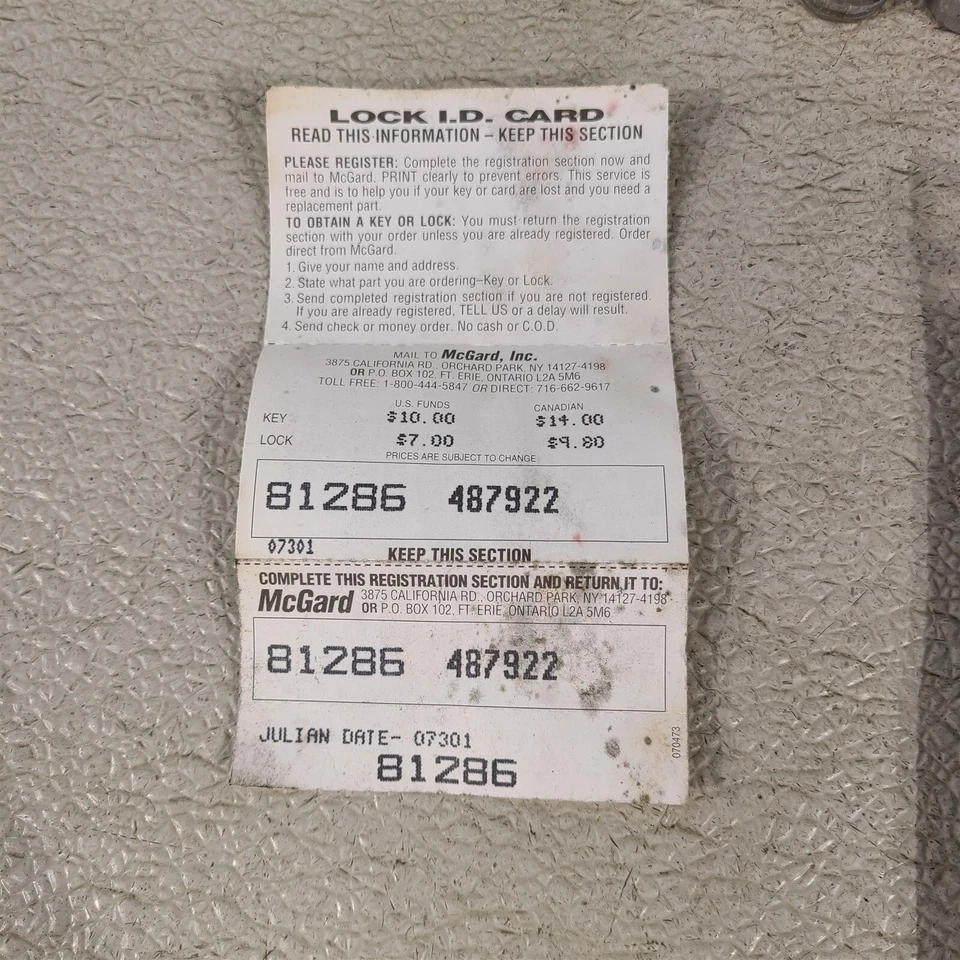 LOCK I.D. CARD
READ THIS INFORMATION – KEEP THIS SECTION
PLEASE REGISTER: Complete the registration section now and
mail to McGard. PRINT clearly to prevent errors. This service is
free and is to help you if your key or card are lost and you need a
replacement part.
TO OBTAIN A KEY OR LOCK: You must return the registration
section with your order unless you are already registered. Order
direct from McGard.
1. Give your name and address.
2. State what part you are ordering–Key or Lock.
3. Send completed registration section if you are not registered.
If you are already registered, TELL US or a delay will result.
4. Send check or money order. No cash or C.O.D.
MAIL TO McGard, Inc.
3875 CALIFORNIA RD., ORCHARD PARK, NY 14127-4198
OR P.O. BOX 102, FT. ERIE, ONTARIO L2A 5M6
TOLL FREE: 1-800-444-5847 OR DIRECT: 716-662-9617
U.S. FUNDS CANADIAN
KEY $10.00 $14.00
LOCK $7.00 $9.80
PRICES ARE SUBJECT TO CHANGE
81286 487922
07301 KEEP THIS SECTION
COMPLETE THIS REGISTRATION SECTION AND RETURN IT TO:
McGard 3875 CALIFORNIA RD., ORCHARD PARK, NY 14127-4198
OR P.O. BOX 102, FT. ERIE, ONTARIO L2A 5M6
81286 487922
JULIAN DATE- 07301
81286
070473